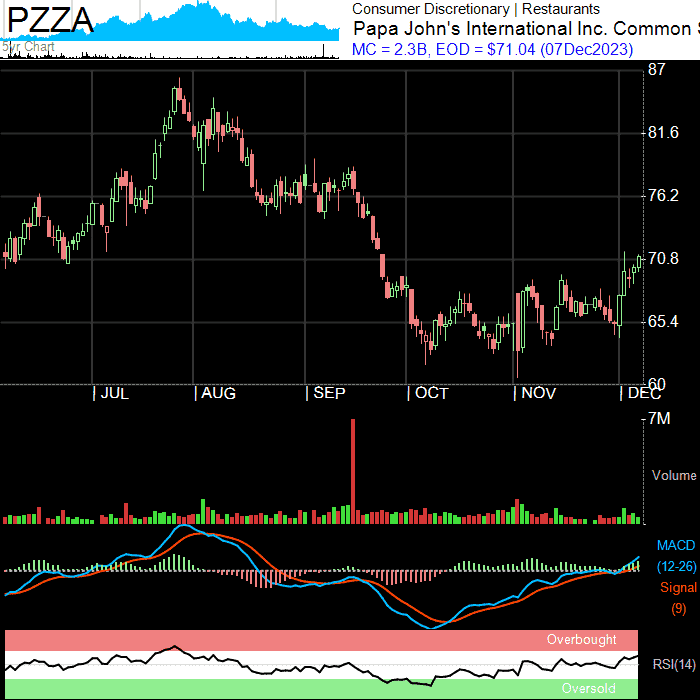 PZZA
5yr Chart
Consumer Discretionary | Restaurants
Papa John's International Inc. Common
MC = 2.3B, EOD = $71.04 (07Dec2023)
87
81.6
76.2
70.8
65.4
60
| JUL | AUG | SEP | OCT | NOV | DEC
7M
Volume
MACD
(12-26)
Signal
(9)
Overbought
RSI(14)
Oversold